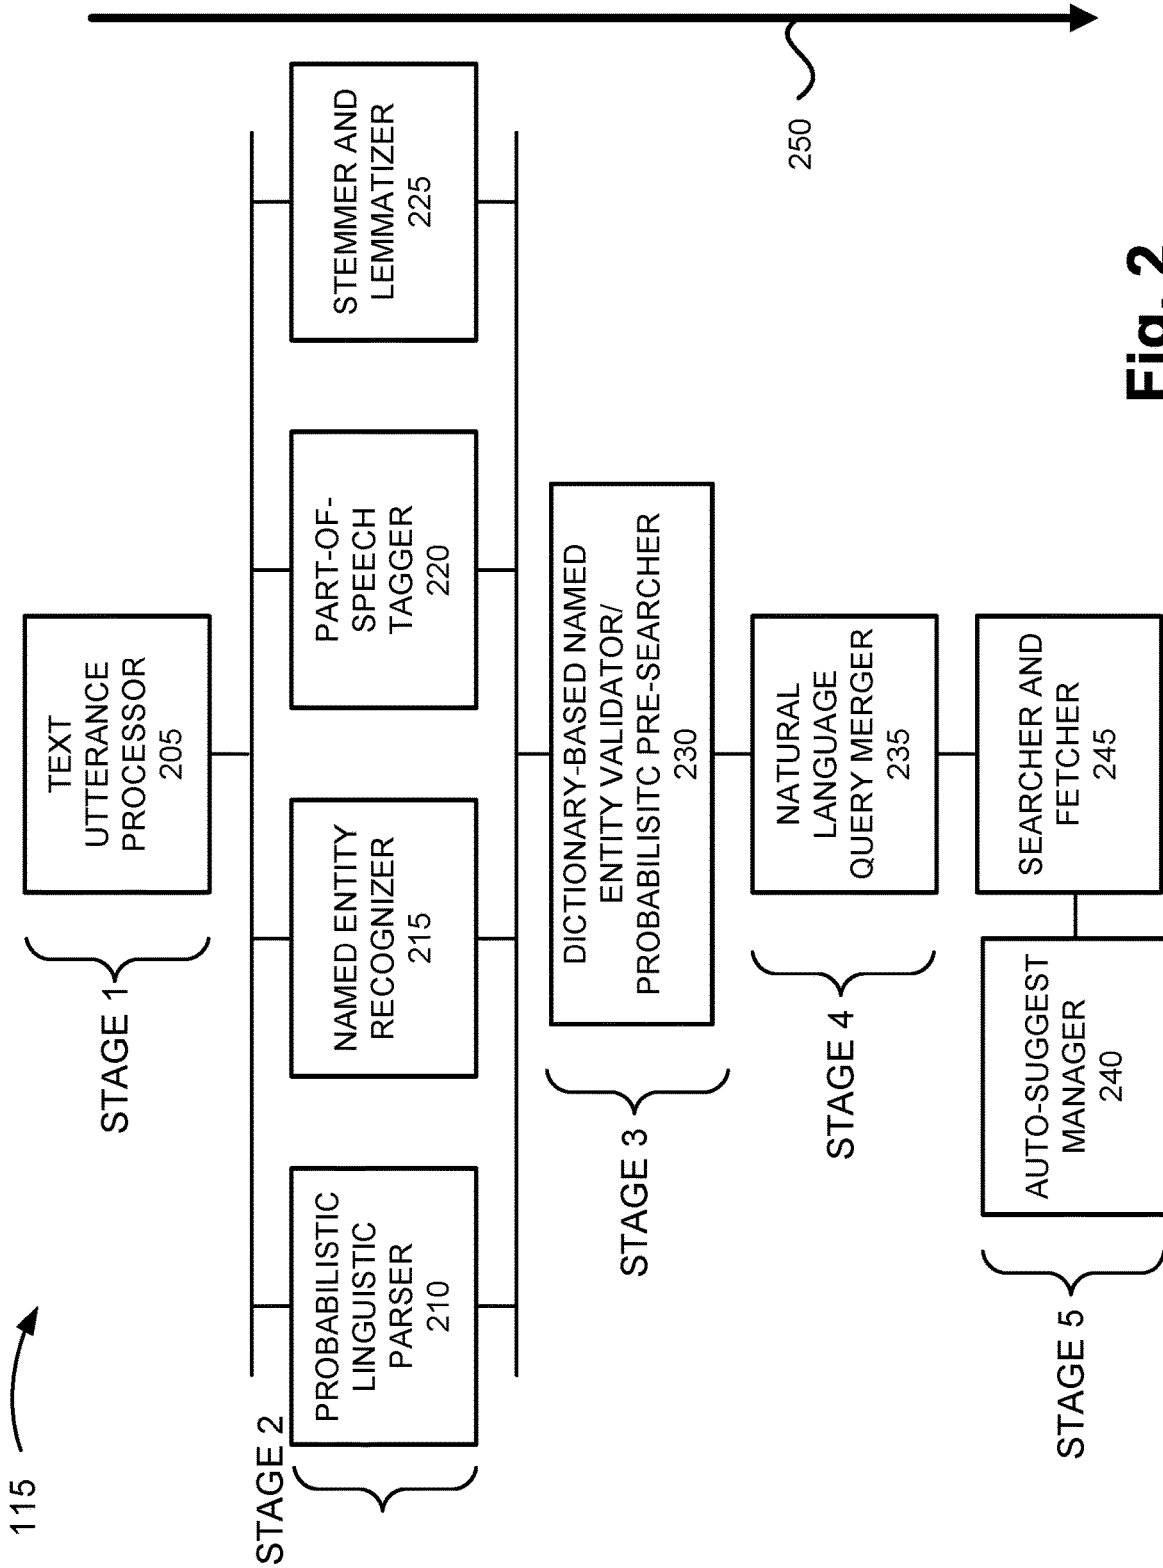 115
250
STAGE 1
TEXT
UTTERANCE
PROCESSOR
205
STAGE 2
PROBABILISTIC
LINGUISTIC
PARSER
210
NAMED ENTITY
RECOGNIZER
215
PART-OF-
SPEECH
TAGGER
220
STEMMER AND
LEMMATIZER
225
STAGE 3
DICTIONARY-BASED NAMED
ENTITY VALIDATOR/
PROBABILISITC PRE-SEARCHER
230
STAGE 4
NATURAL
LANGUAGE
QUERY MERGER
235
STAGE 5
AUTO-SUGGEST
MANAGER
240
SEARCHER AND
FETCHER
245
Fig. 2